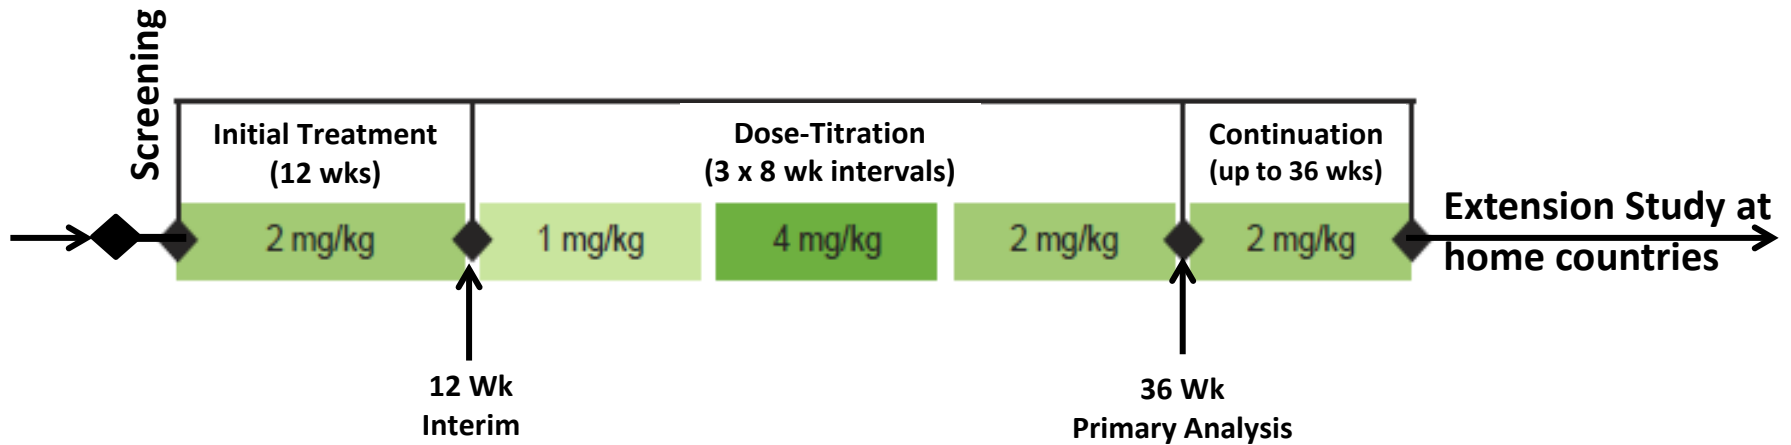 Screening
Initial Treatment
(12 wks)
Dose-Titration
(3 x 8 wk intervals)
Continuation
(up to 36 wks)
2 mg/kg
1 mg/kg
4 mg/kg
2 mg/kg
2 mg/kg
Extension Study at
home countries
12 Wk
Interim
36 Wk
Primary Analysis